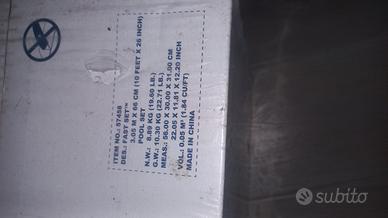 ITEM NO.: 57458
DES.: FAST SET™
3.05 M X 66 CM (10 FEET X 26 INCH)
POOL SET
N.W.: 8.89 KG (19.60 LB.)
G.W.: 10.30 KG (22.71 LB.)
MEAS.: 56.00 X 30.00 X 31.00 CM
22.05 X 11.81 X 12.20 INCH
VOL.: 0.05 M³ (1.84 CU/FT)
MADE IN CHINA
subito